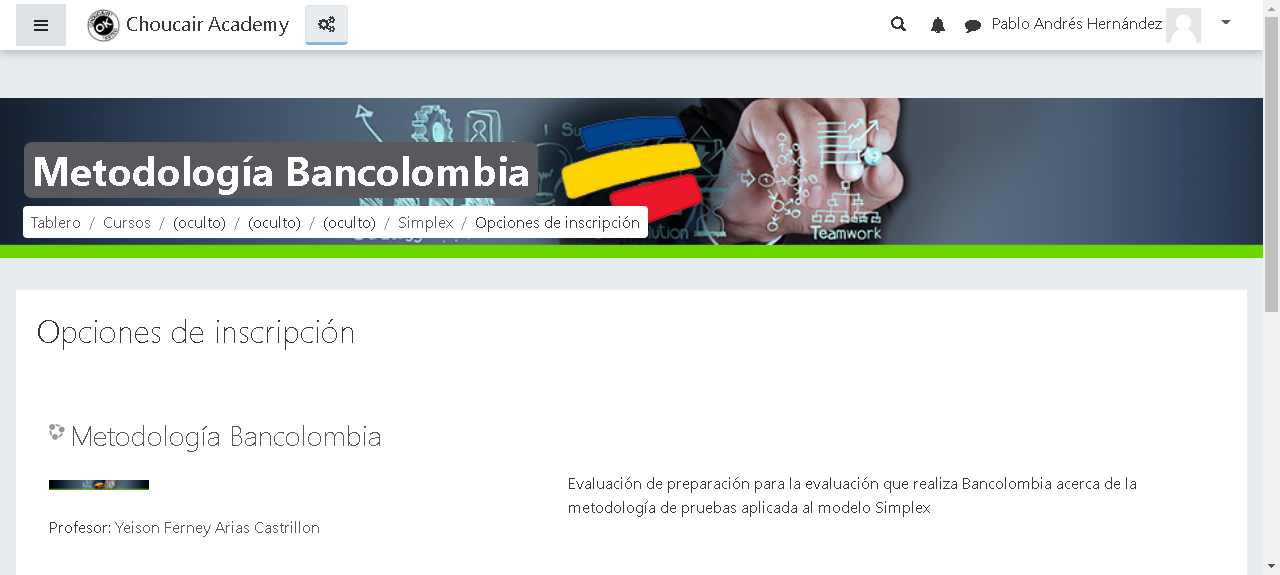 Choucair Academy
Pablo Andrés Hernández
Metodología Bancolombia
Tablero / Cursos / (oculto) / (oculto) / (oculto) / Simplex / Opciones de inscripción
Teamwork
Opciones de inscripción
Metodología Bancolombia
Evaluación de preparación para la evaluación que realiza Bancolombia acerca de la
metodología de pruebas aplicada al modelo Simplex
Profesor: Yeison Ferney Arias Castrillon